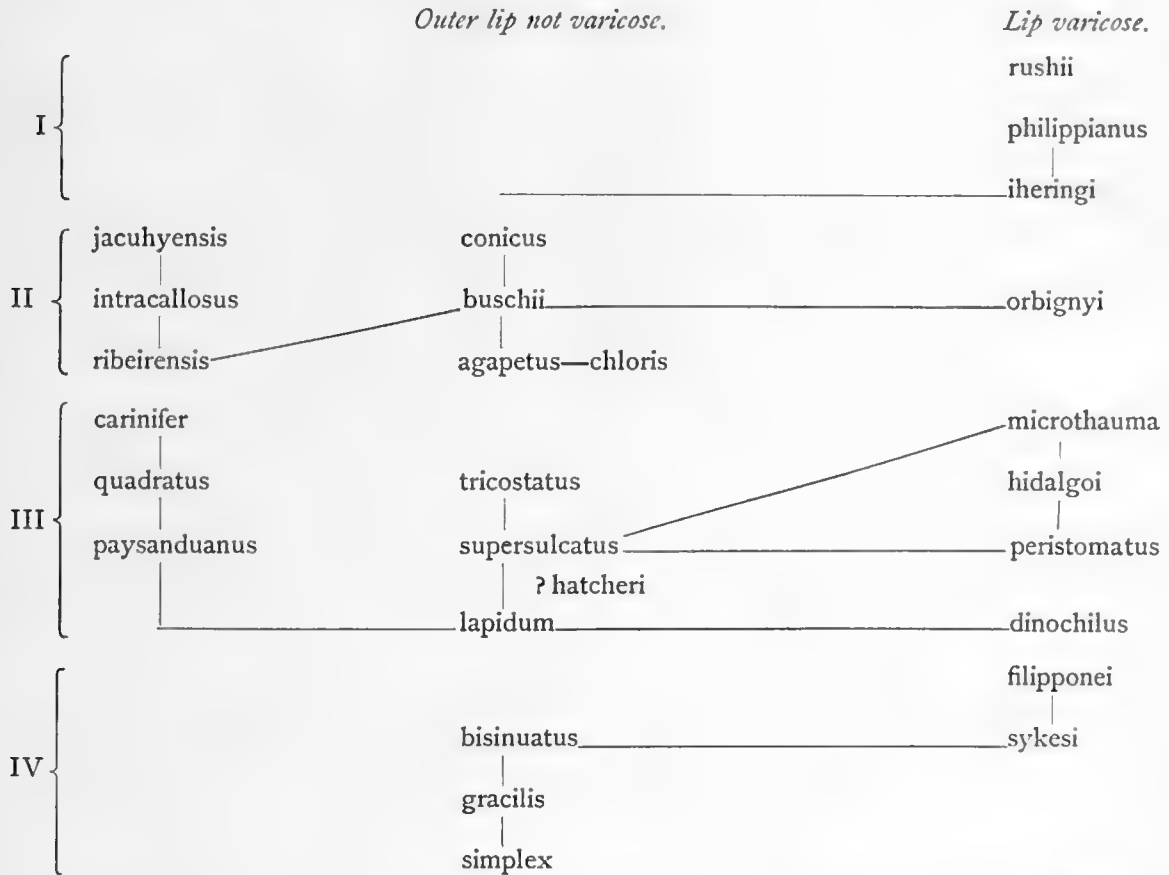 Outer lip not varicose. Lip varicose.
rushii
I philippianus
iheringi
jacuhyensis conicus
II intracallosus buschii orbignyi
ribeirensis agapetus—chloris
carinifer microthauma
quadratus tricostatus hidalgoi
III paysanduanus supersulcatus peristomatus
? hatcheri
lapidum dinochilus
filipponei
bisinuatus sykesi
IV
gracilis
simplex